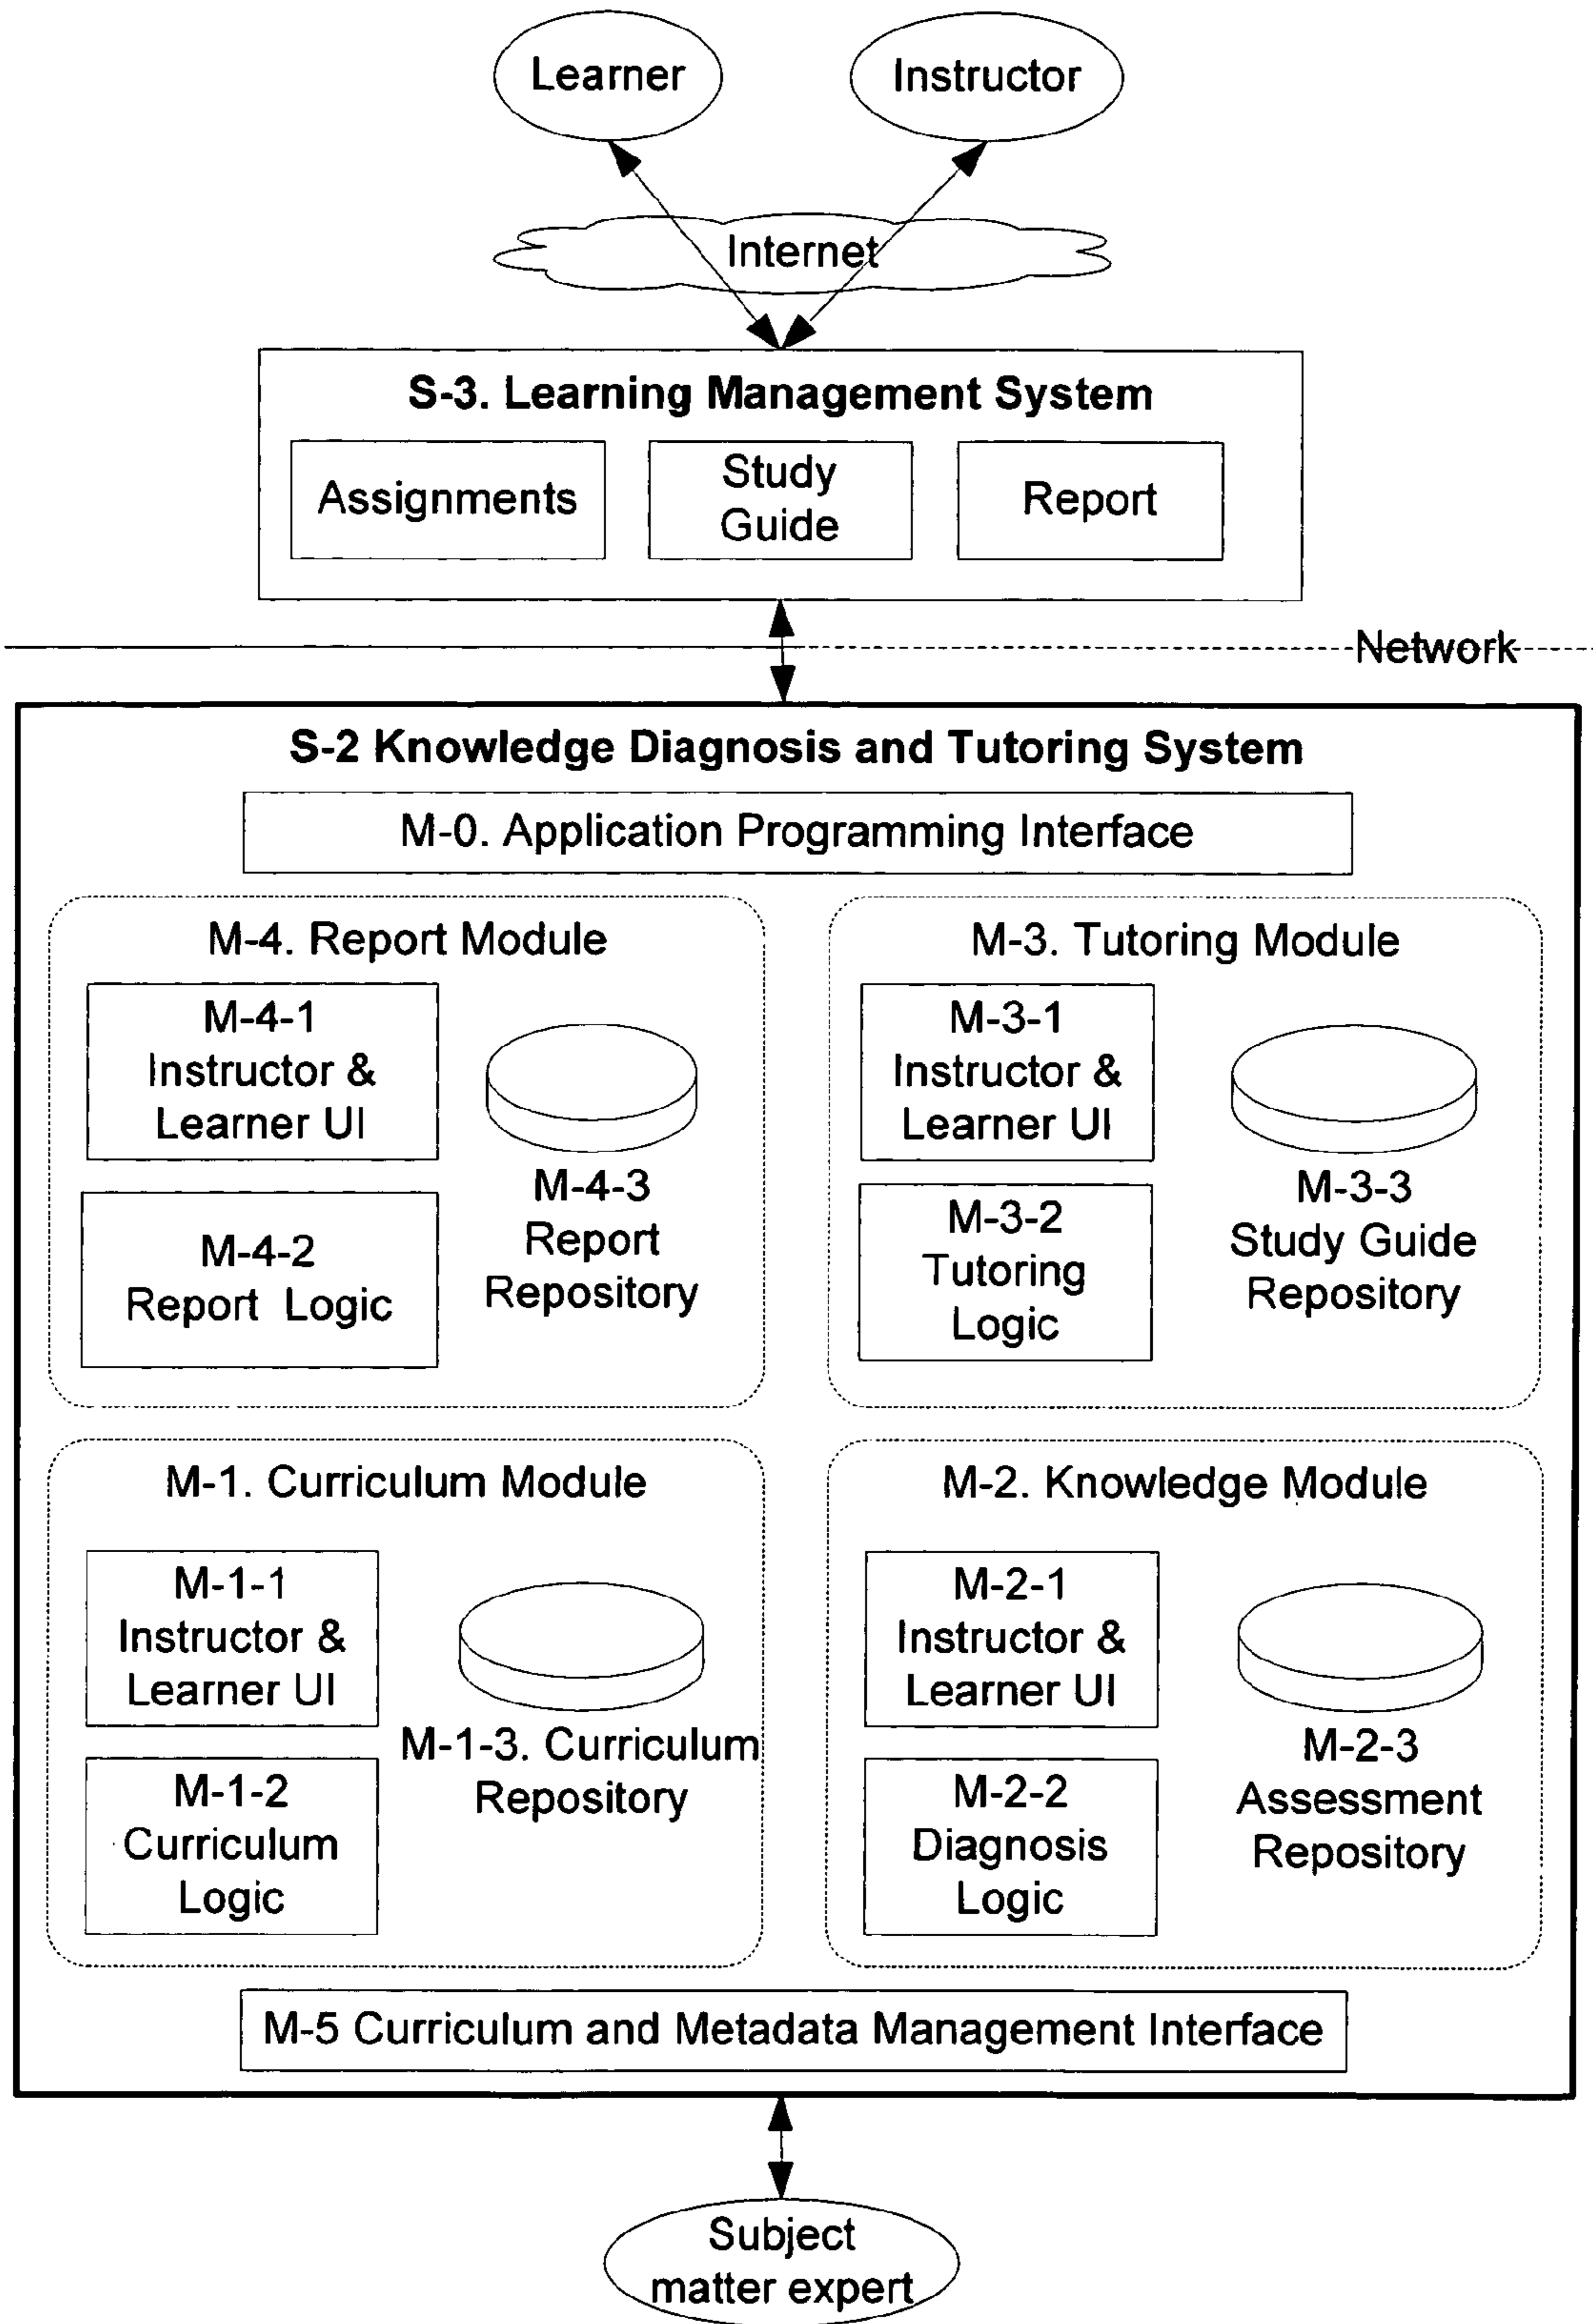 Learner
Instructor
Internet
S-3. Learning Management System
Assignments
Study
Guide
Report
Network
S-2 Knowledge Diagnosis and Tutoring System
M-0. Application Programming Interface
M-4. Report Module
M-4-1
Instructor &
Learner UI
M-4-2
Report Logic
M-4-3
Report
Repository
M-3. Tutoring Module
M-3-1
Instructor &
Learner UI
M-3-2
Tutoring
Logic
M-3-3
Study Guide
Repository
M-1. Curriculum Module
M-1-1
Instructor &
Learner UI
M-1-2
Curriculum
Logic
M-1-3. Curriculum
Repository
M-2. Knowledge Module
M-2-1
Instructor &
Learner UI
M-2-2
Diagnosis
Logic
M-2-3
Assessment
Repository
M-5 Curriculum and Metadata Management Interface
Subject
matter expert